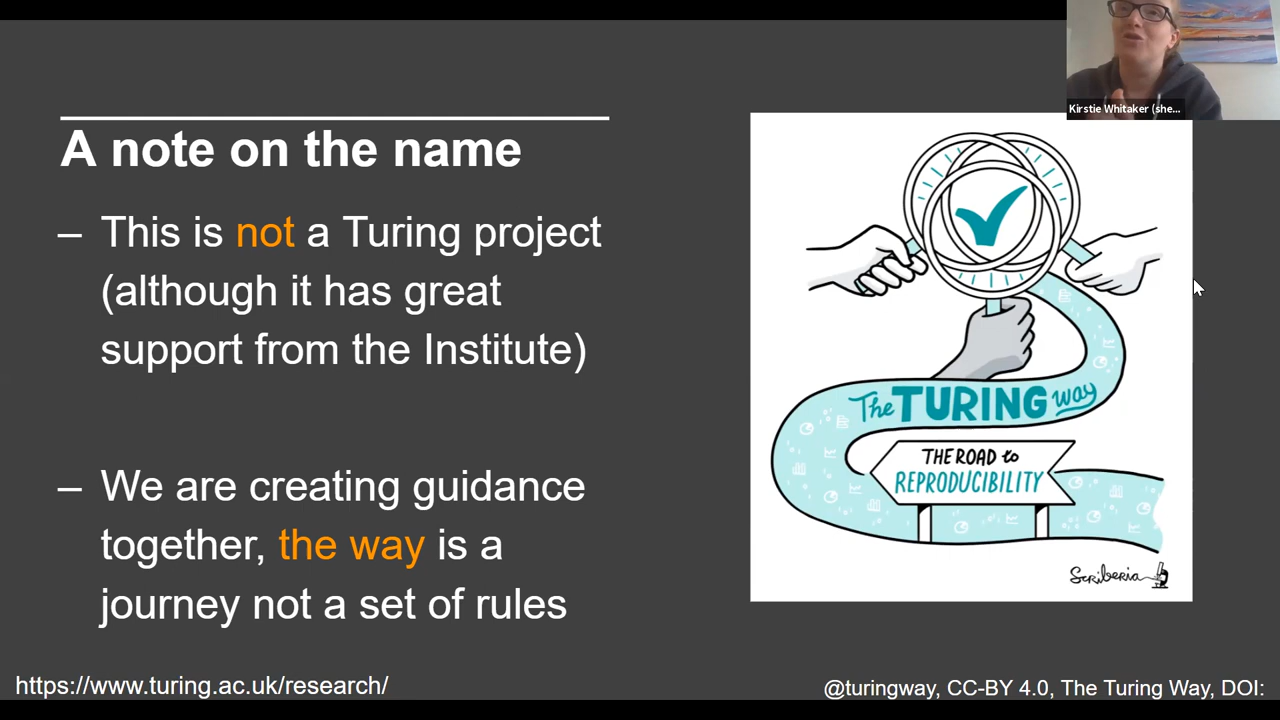 Kirstie Whitaker (she...
A note on the name
– This is not a Turing project
(although it has great
support from the Institute)
– We are creating guidance
together, the way is a
journey not a set of rules
The TURING way
THE ROAD to
REPRODUCIBILITY
Scriberia
https://www.turing.ac.uk/research/
@turingway, CC-BY 4.0, The Turing Way, DOI: